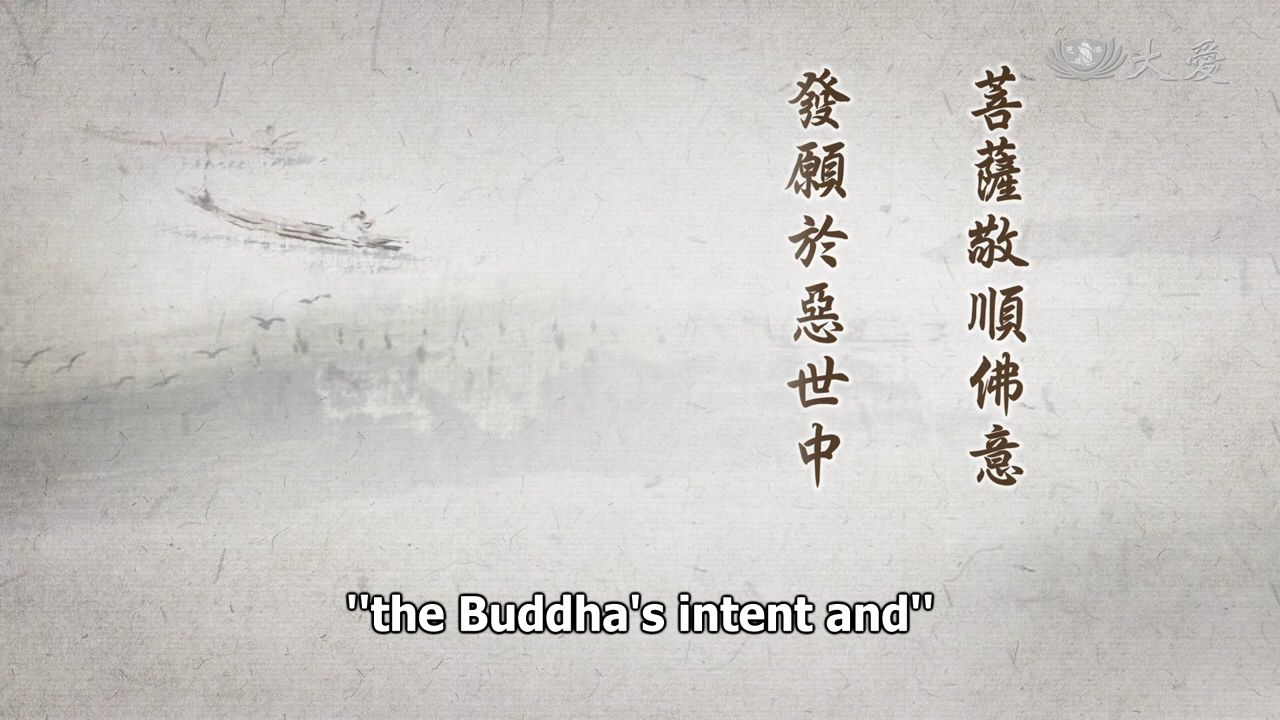 菩薩敬順佛意
發願於惡世中
大愛
"the Buddha's intent and"